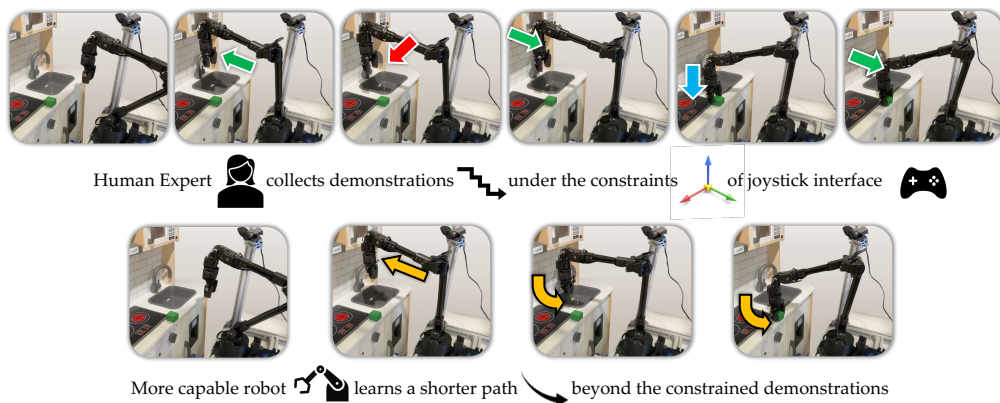 Human Expert collects demonstrations under the constraints of joystick interface
More capable robot learns a shorter path beyond the constrained demonstrations